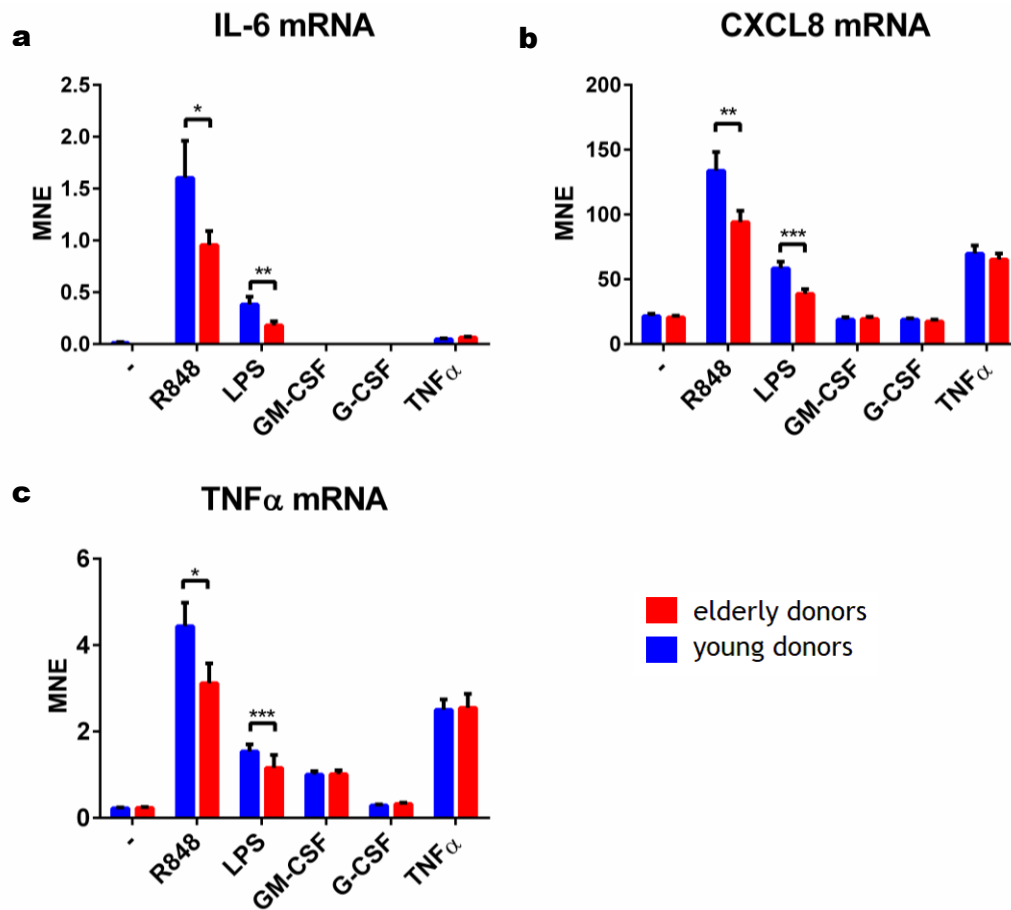 a
IL-6 mRNA
MNE
2.5
2.0
1.5
1.0
0.5
0.0
*
**
-
R848
LPS
GM-CSF
G-CSF
TNFα
b
CXCL8 mRNA
MNE
200
150
100
50
0
**
***
-
R848
LPS
GM-CSF
G-CSF
TNFα
c
TNFα mRNA
MNE
6
4
2
0
*
***
-
R848
LPS
GM-CSF
G-CSF
TNFα
elderly donors
young donors